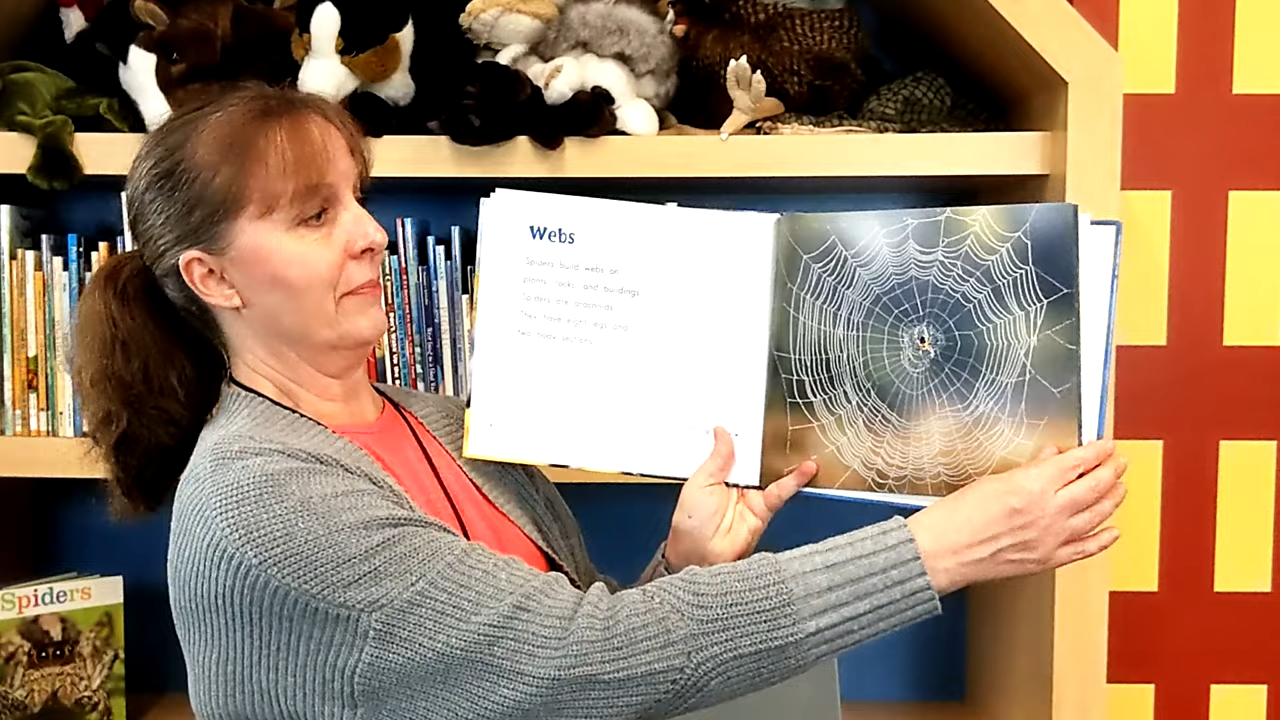 Webs
Spiders build webs on
plants, rocks, and buildings.
Spiders are arachnids.
They have eight legs and
two body sections.
Spiders